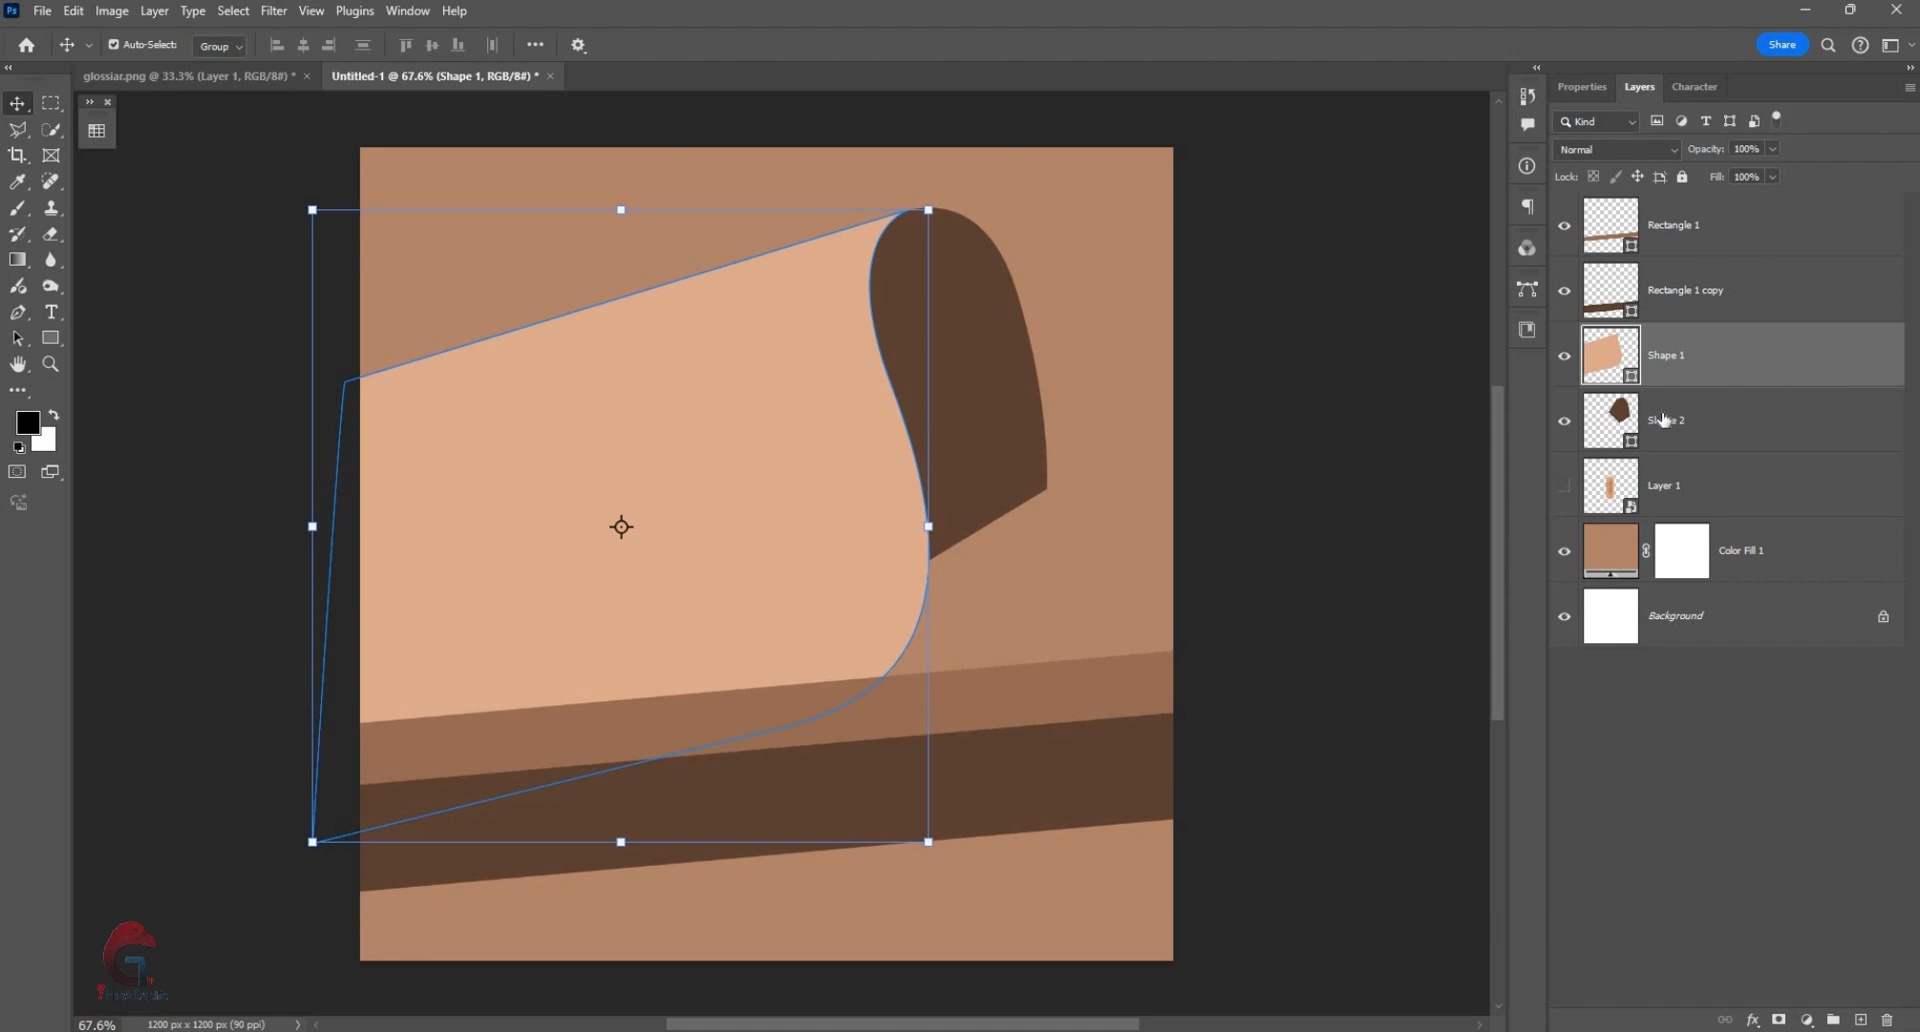 Ps File Edit Image Layer Type Select Filter View Plugins Window Help
Auto-Select: Group Share
glossiar.png @ 33.3% (Layer 1, RGB/8#) * × Untitled-1 @ 67.6% (Shape 1, RGB/8#) * ×
Properties Layers Character
Kind
Normal Opacity: 100%
Lock: Fill: 100%
Rectangle 1
Rectangle 1 copy
Shape 1
Layer 1
Color Fill 1
Background
67.6% 1200 px x 1200 px (90 ppi)